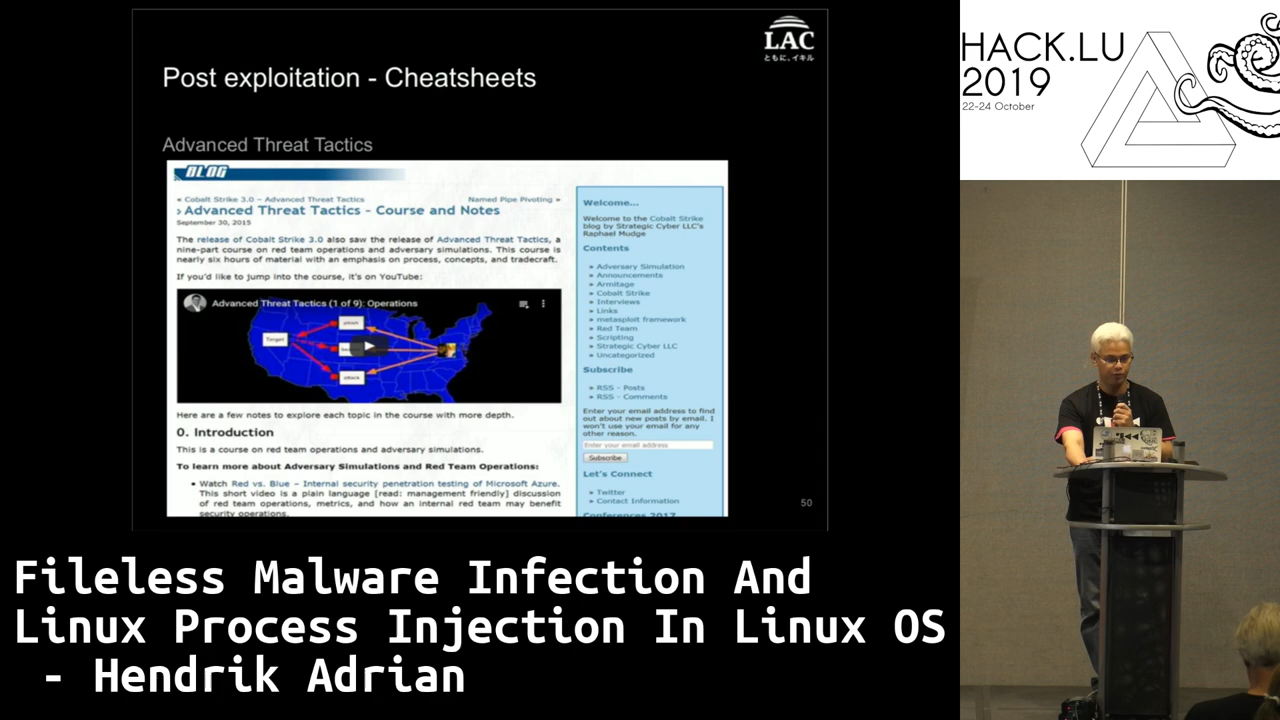 LAC
ともに、イキル
Post exploitation - Cheatsheets
Advanced Threat Tactics
BLOG
« Cobalt Strike 3.0 – Advanced Threat Tactics
Named Pipe Pivoting »
Advanced Threat Tactics – Course and Notes
September 30, 2015
The release of Cobalt Strike 3.0 also saw the release of Advanced Threat Tactics, a
nine-part course on red team operations and adversary simulations. This course is
nearly six hours of material with an emphasis on process, concepts, and tradecraft.
If you'd like to jump into the course, it's on YouTube:
Advanced Threat Tactics (1 of 9): Operations
Target
Here are a few notes to explore each topic in the course with more depth.
0. Introduction
This is a course on red team operations and adversary simulations.
To learn more about Adversary Simulations and Red Team Operations:
Watch Red vs. Blue – Internal security penetration testing of Microsoft Azure.
This short video is a plain language [read: management friendly] discussion
of red team operations, metrics, and how an internal red team may benefit
security operations.
Welcome...
Welcome to the Cobalt Strike
blog by Strategic Cyber LLC's
Raphael Mudge
Contents
» Adversary Simulation
» Announcements
» Armitage
» Cobalt Strike
» Interviews
» Links
» metasploit framework
» Red Team
» Scripting
» Strategic Cyber LLC
» Uncategorized
Subscribe
» RSS - Posts
» RSS - Comments
Enter your email address to find
out about new posts by email. I
won't use your email for any
other reason.
Enter your email address
Subscribe
Let's Connect
» Twitter
» Contact Information
Conferences 2017
50
HACK.LU
2019
22-24 October
Fileless Malware Infection And
Linux Process Injection In Linux OS
- Hendrik Adrian